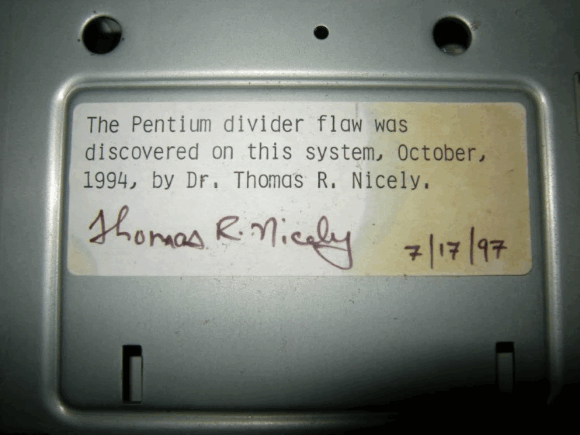 The Pentium divider flaw was
discovered on this system, October,
1994, by Dr. Thomas R. Nicely.
Thomas R. Nicely 7/17/97